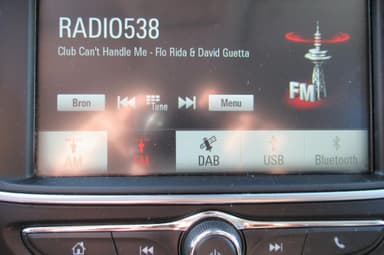 RADIO538
Club Can't Handle Me - Flo Rida & David Guetta
FM
Bron
Tune
Menu
AM
FM
DAB
USB
Bluetooth